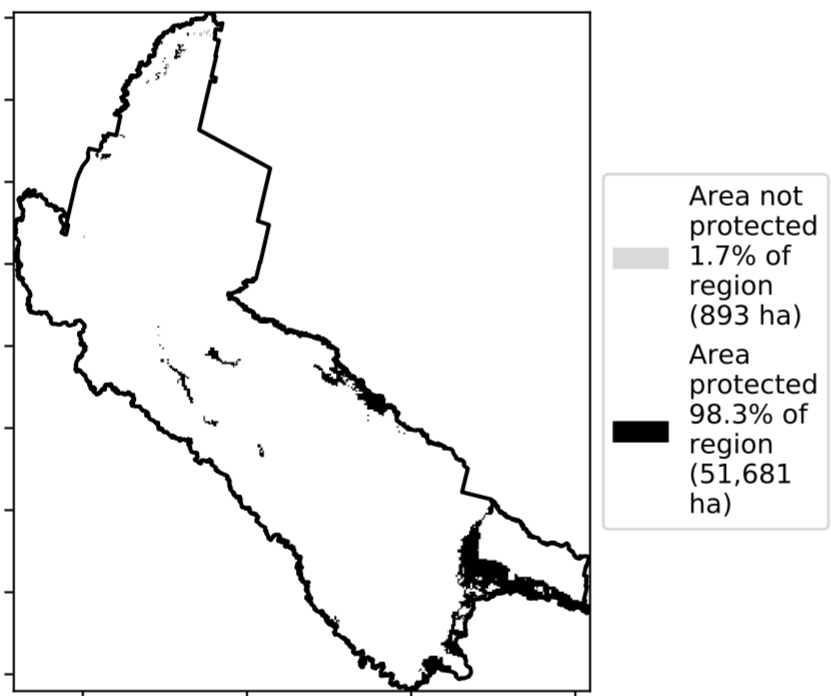 Area not
protected
1.7% of
region
(893 ha)
Area
protected
98.3% of
region
(51,681
ha)